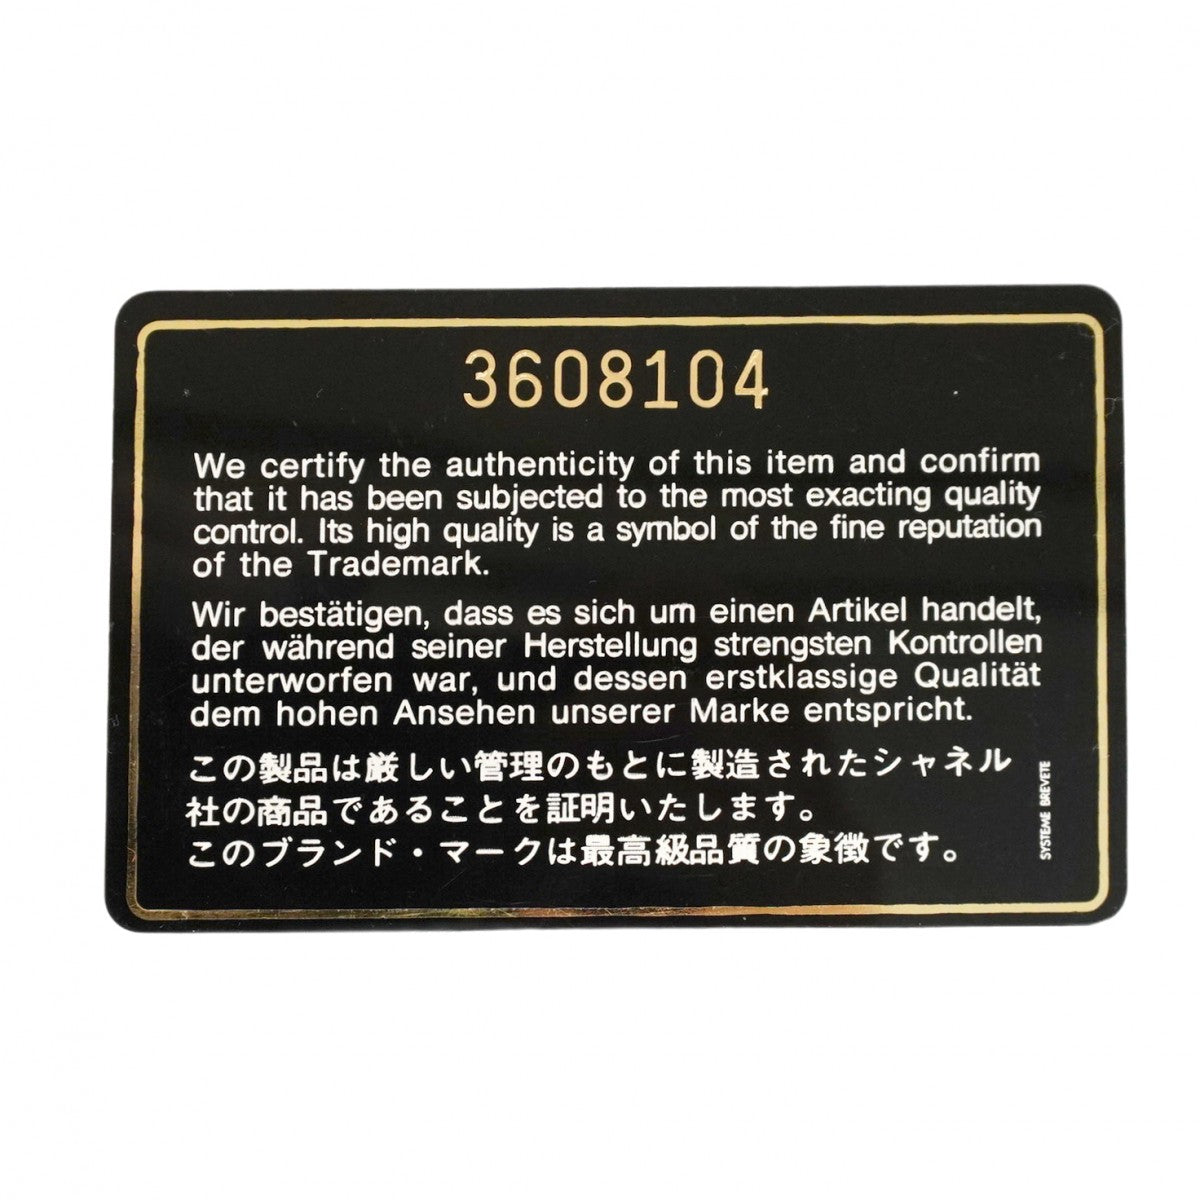 3608104
We certify the authenticity of this item and confirm
that it has been subjected to the most exacting quality
control. Its high quality is a symbol of the fine reputation
of the Trademark.
Wir bestätigen, dass es sich um einen Artikel handelt,
der während seiner Herstellung strengsten Kontrollen
unterworfen war, und dessen erstklassige Qualität
dem hohen Ansehen unserer Marke entspricht.
この製品は厳しい管理のもとに製造されたシャネル
社の商品であることを証明いたします。
このブランド・マークは最高級品質の象徴です。
SYSTEME BREVETE